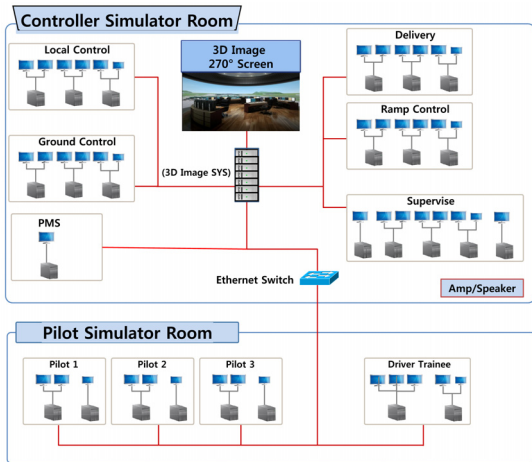 Controller Simulator Room
Local Control
3D Image
270° Screen
Delivery
Ramp Control
Ground Control
(3D Image SYS)
Supervise
PMS
Ethernet Switch
Amp/Speaker
Pilot Simulator Room
Pilot 1
Pilot 2
Pilot 3
Driver Trainee